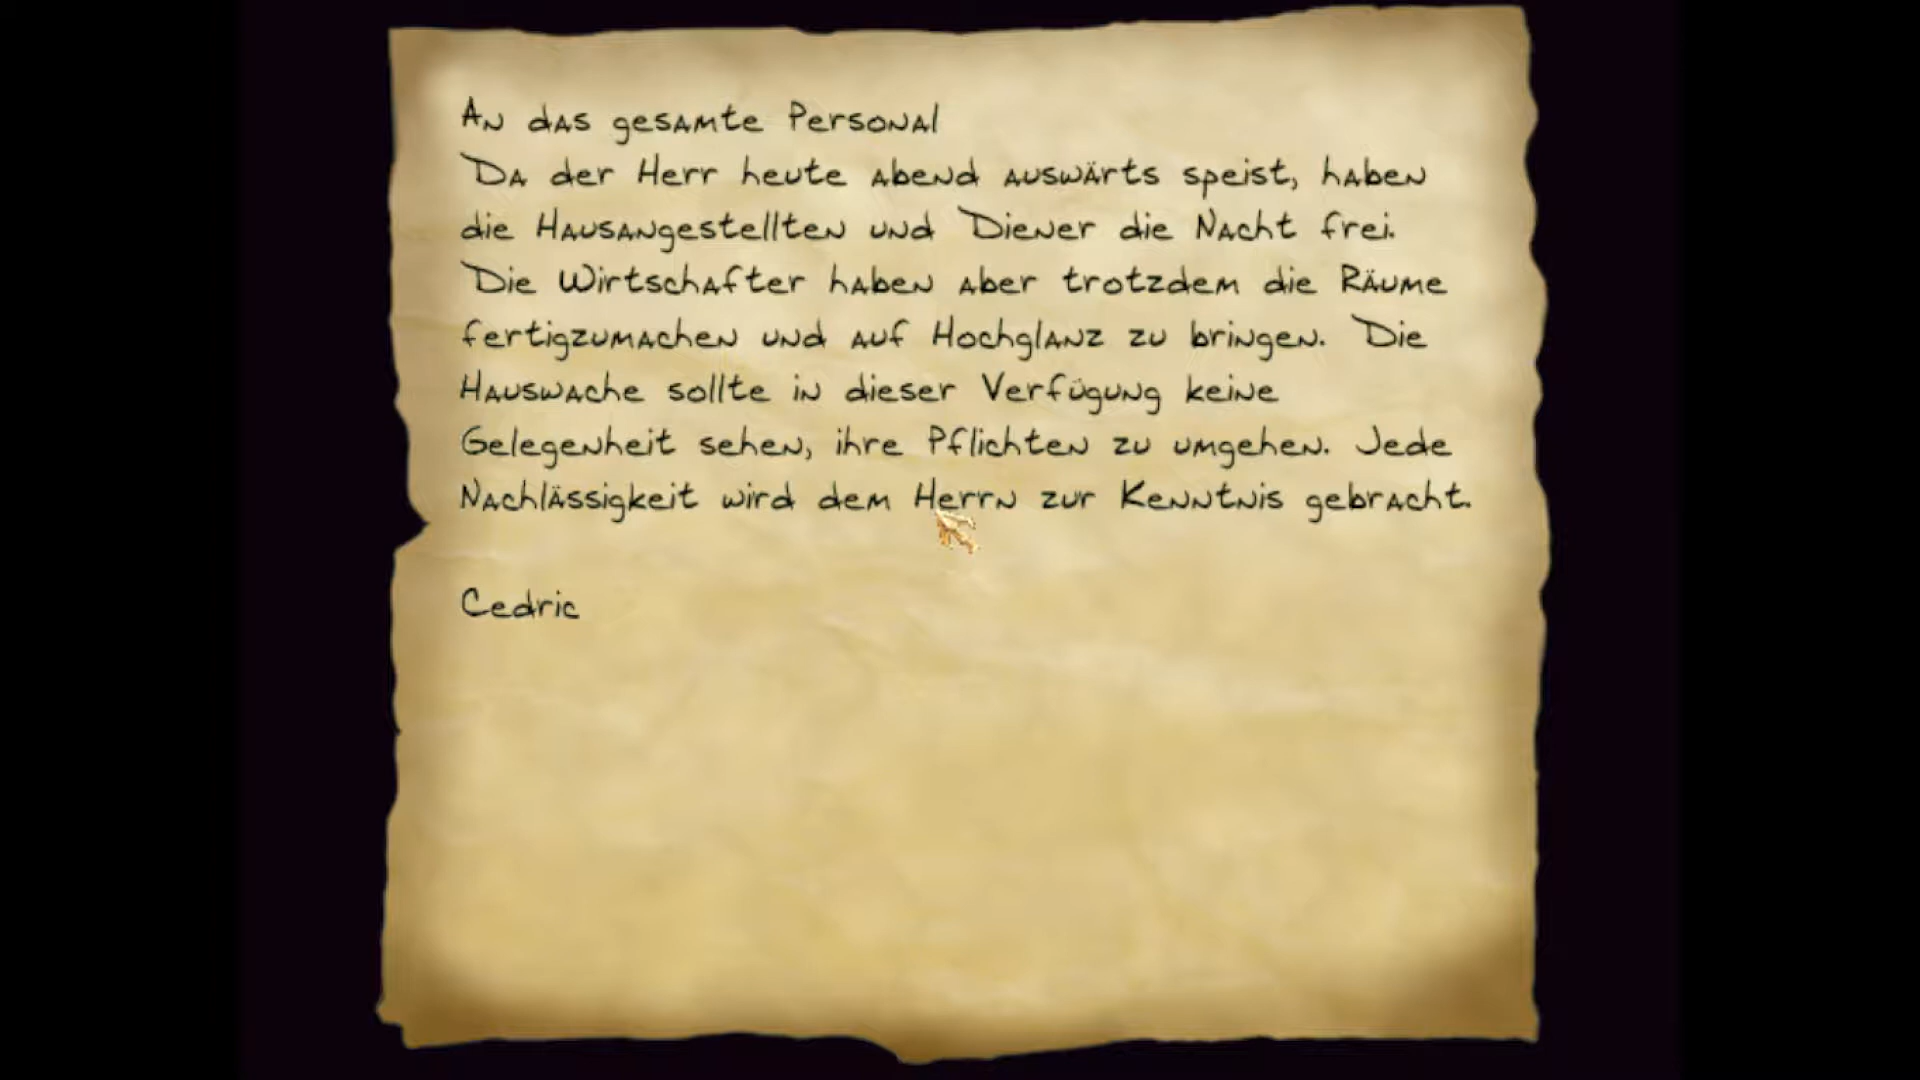 An das gesamte Personal
Da der Herr heute abend auswärts speist, haben
die Hausangestellten und Diener die Nacht frei.
Die Wirtschafter haben aber trotzdem die Räume
fertigzumachen und auf Hochglanz zu bringen. Die
Hauswache sollte in dieser Verfügung keine
Gelegenheit sehen, ihre Pflichten zu umgehen. Jede
Nachlässigkeit wird dem Herrn zur Kenntnis gebracht.
Cedric